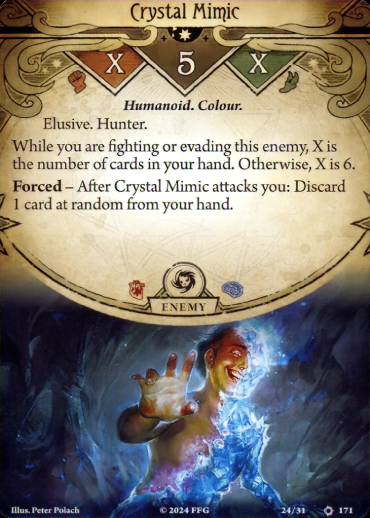 Crystal Mimic
X 5 X
Humanoid. Colour.
Elusive. Hunter.
While you are fighting or evading this enemy, X is
the number of cards in your hand. Otherwise, X is 6.
Forced – After Crystal Mimic attacks you: Discard
1 card at random from your hand.
ENEMY
Illus. Peter Polach © 2024 FFG 24/31 171